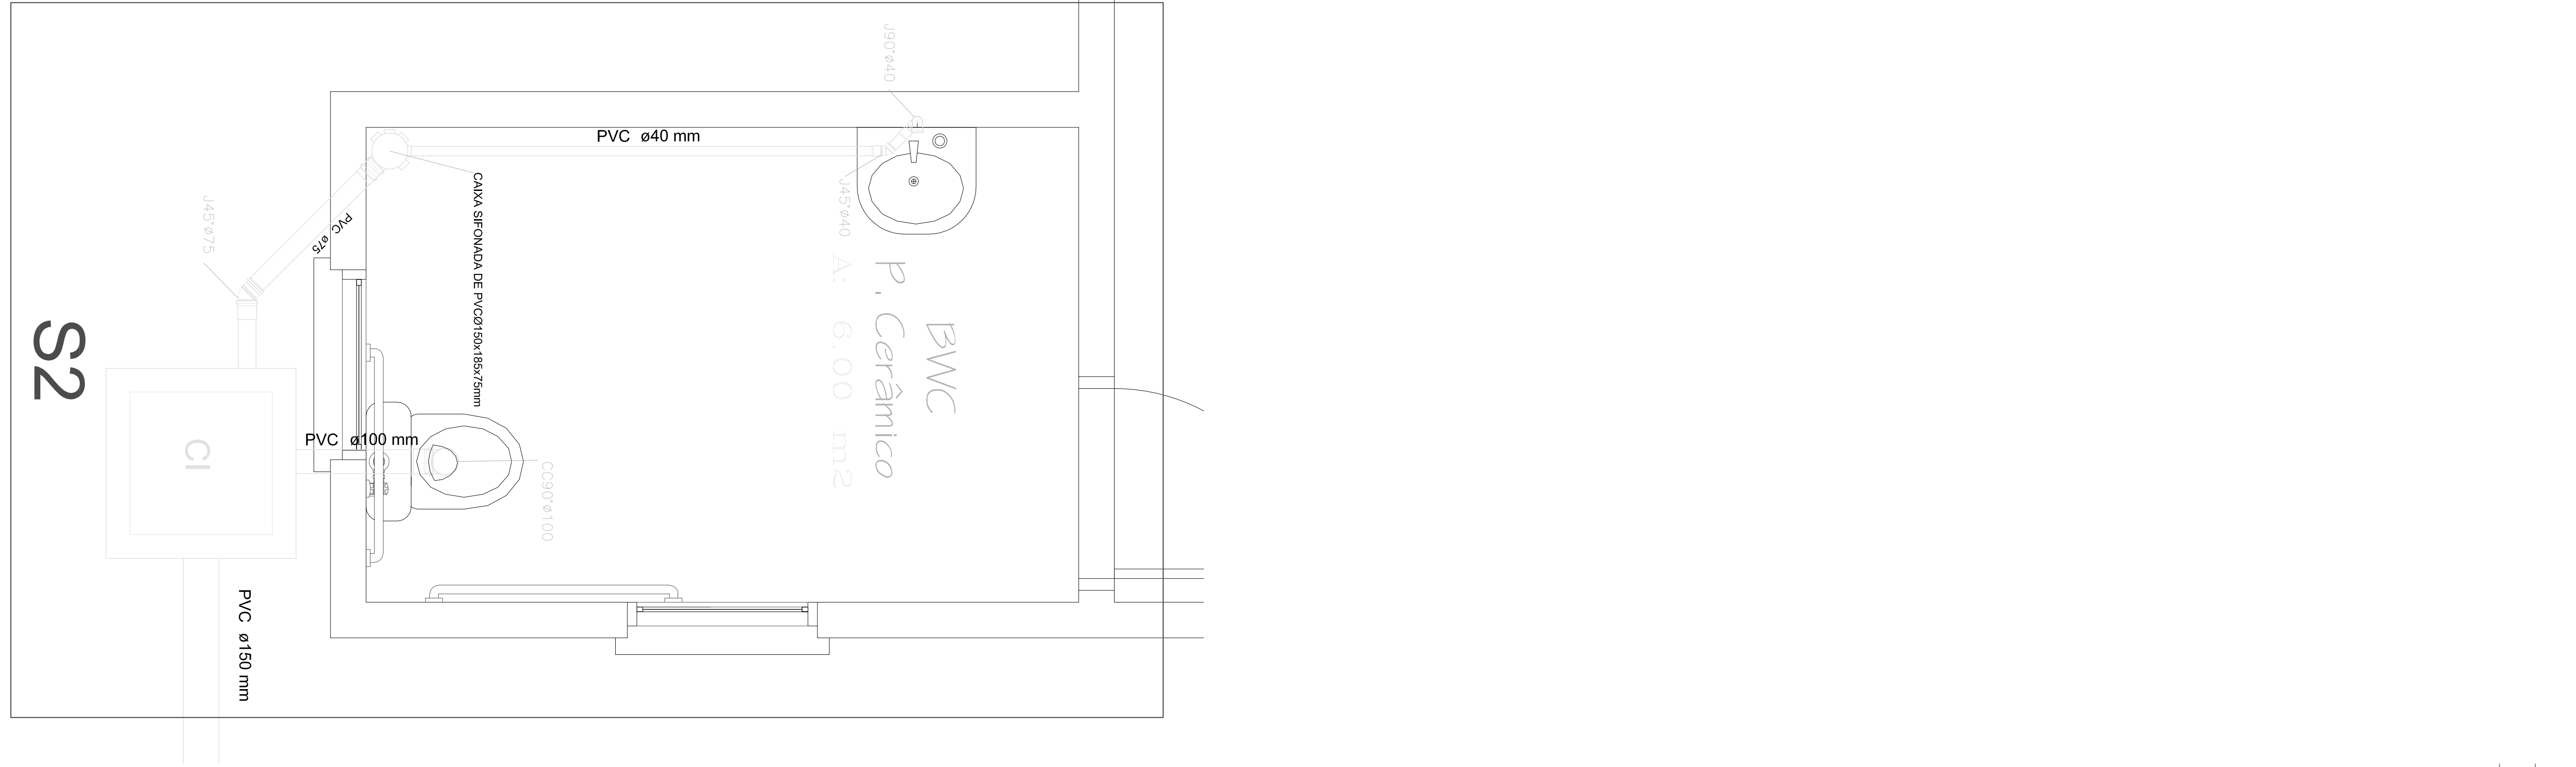 J90°ø40
PVC ø40 mm
CAIXA SIFONADA DE PVCØ150x185x75mm
J45°ø40
J45°ø75
PVC ø75
BWC
P. Cerâmico
A: 6.00 m2
S2
CI
PVC ø100 mm
CC90°ø100
PVC ø150 mm